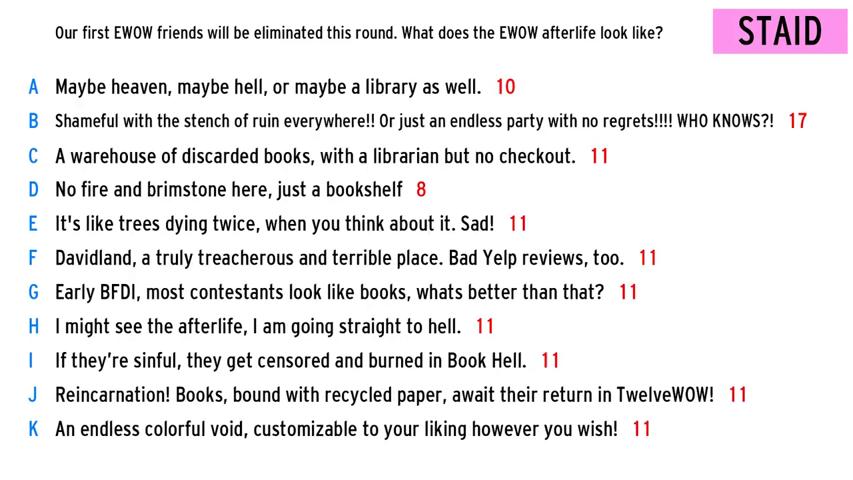 Our first EWOW friends will be eliminated this round. What does the EWOW afterlife look like?
STAID
A Maybe heaven, maybe hell, or maybe a library as well. 10
B Shameful with the stench of ruin everywhere!! Or just an endless party with no regrets!!!! WHO KNOWS?! 17
C A warehouse of discarded books, with a librarian but no checkout. 11
D No fire and brimstone here, just a bookshelf 8
E It's like trees dying twice, when you think about it. Sad! 11
F Davidland, a truly treacherous and terrible place. Bad Yelp reviews, too. 11
G Early BFDI, most contestants look like books, whats better than that? 11
H I might see the afterlife, I am going straight to hell. 11
I If they’re sinful, they get censored and burned in Book Hell. 11
J Reincarnation! Books, bound with recycled paper, await their return in TwelveWOW! 11
K An endless colorful void, customizable to your liking however you wish! 11